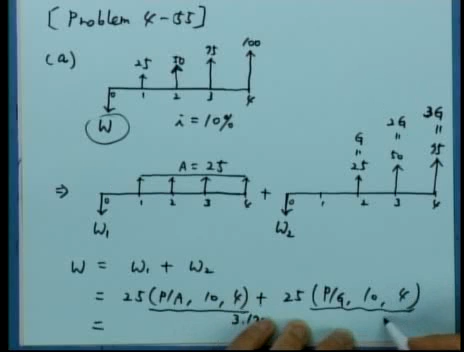 [Problem 4-55]
(a)
25 50 75 100
0 1 2 3 4
W
i = 10%
3G
2G =
G = 75
= 50
25
⇒ A = 25
0 1 2 3 4 + 0 1 2 3 4
W₁ W₂
W = W₁ + W₂
= 25 (P/A, 10, 4) + 25 (P/G, 10, 4)
= 3.1